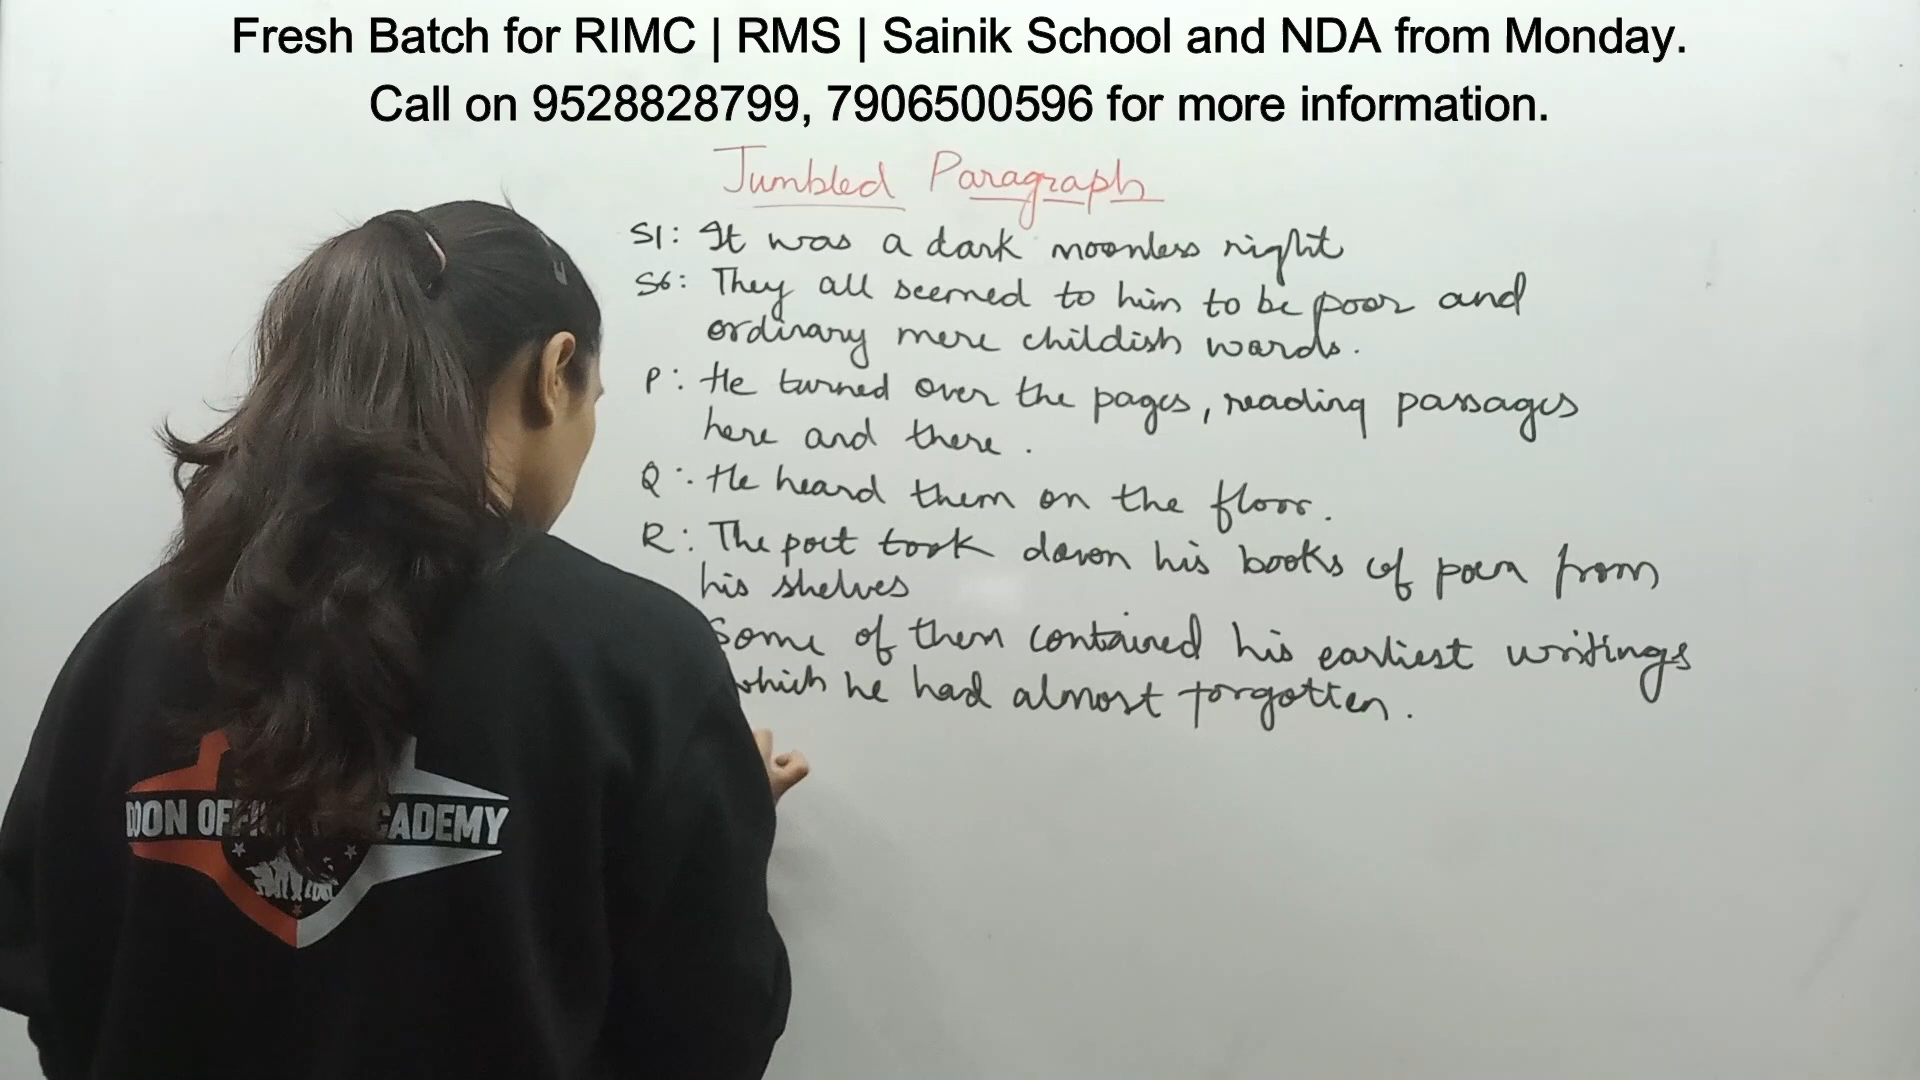 Fresh Batch for RIMC | RMS | Sainik School and NDA from Monday.
Call on 9528828799, 7906500596 for more information.
Jumbled Paragraph
S1: It was a dark moonless night
S6: They all seemed to him to be poor and
ordinary mere childish words.
P: He turned over the pages, reading passages
here and there.
Q: He heard them on the floor.
R: The poet took down his books of poem from
his shelves
Some of them contained his earliest writings
which he had almost forgotten.
DOON
ACADEMY